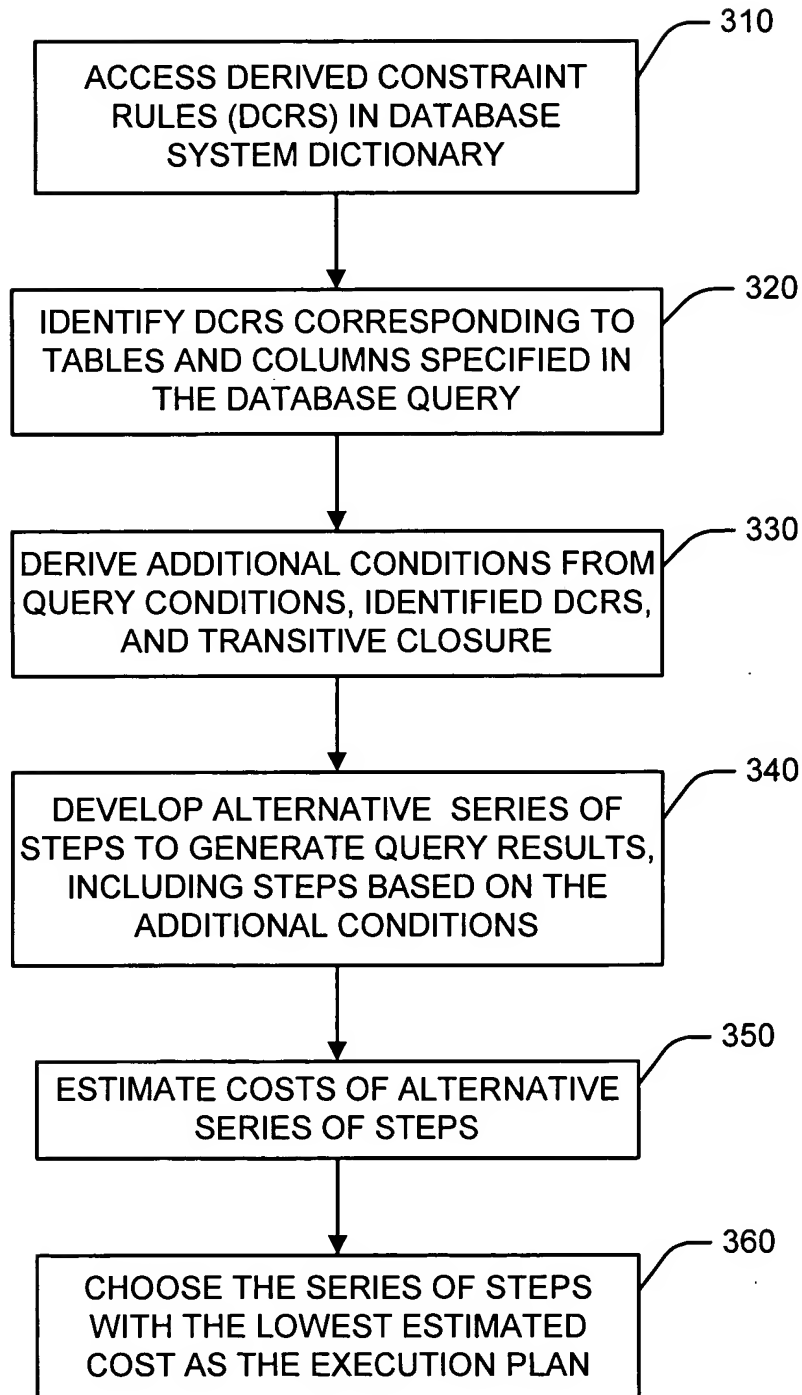 310
ACCESS DERIVED CONSTRAINT
RULES (DCRS) IN DATABASE
SYSTEM DICTIONARY
320
IDENTIFY DCRS CORRESPONDING TO
TABLES AND COLUMNS SPECIFIED IN
THE DATABASE QUERY
330
DERIVE ADDITIONAL CONDITIONS FROM
QUERY CONDITIONS, IDENTIFIED DCRS,
AND TRANSITIVE CLOSURE
340
DEVELOP ALTERNATIVE SERIES OF
STEPS TO GENERATE QUERY RESULTS,
INCLUDING STEPS BASED ON THE
ADDITIONAL CONDITIONS
350
ESTIMATE COSTS OF ALTERNATIVE
SERIES OF STEPS
360
CHOOSE THE SERIES OF STEPS
WITH THE LOWEST ESTIMATED
COST AS THE EXECUTION PLAN